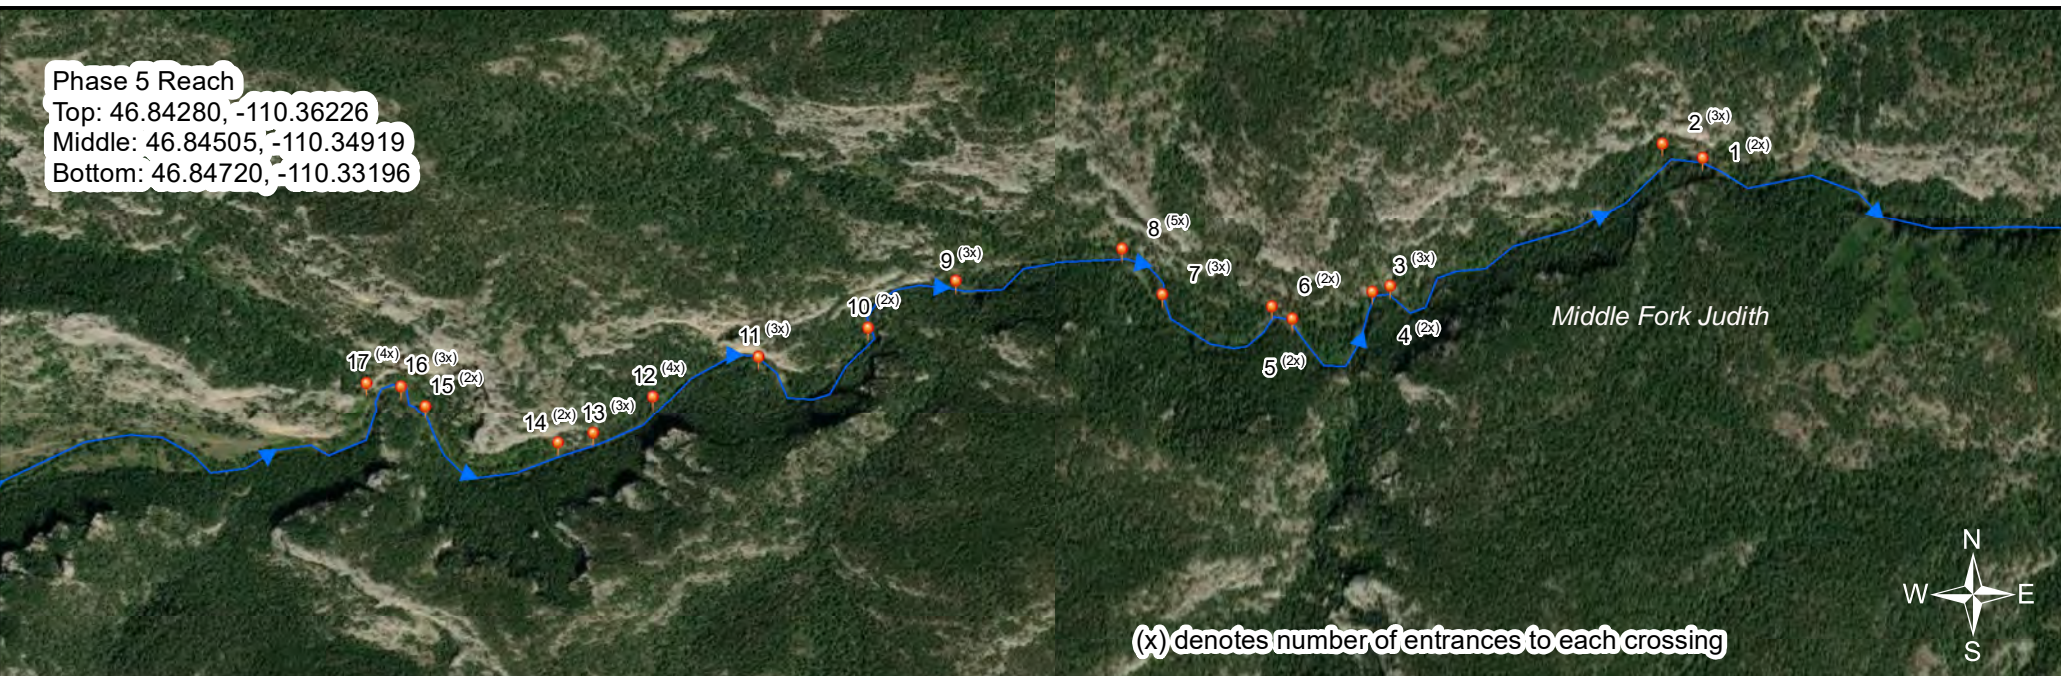 Phase 5 Reach
Top: 46.84280, -110.36226
Middle: 46.84505, -110.34919
Bottom: 46.84720, -110.33196
17 (4x)
16 (3x)
15 (2x)
14 (2x)
13 (3x)
12 (4x)
11 (3x)
10 (2x)
9 (3x)
8 (5x)
7 (3x)
6 (2x)
5 (2x)
3 (3x)
4 (2x)
2 (3x)
1 (2x)
Middle Fork Judith
N
W E
S
(x) denotes number of entrances to each crossing